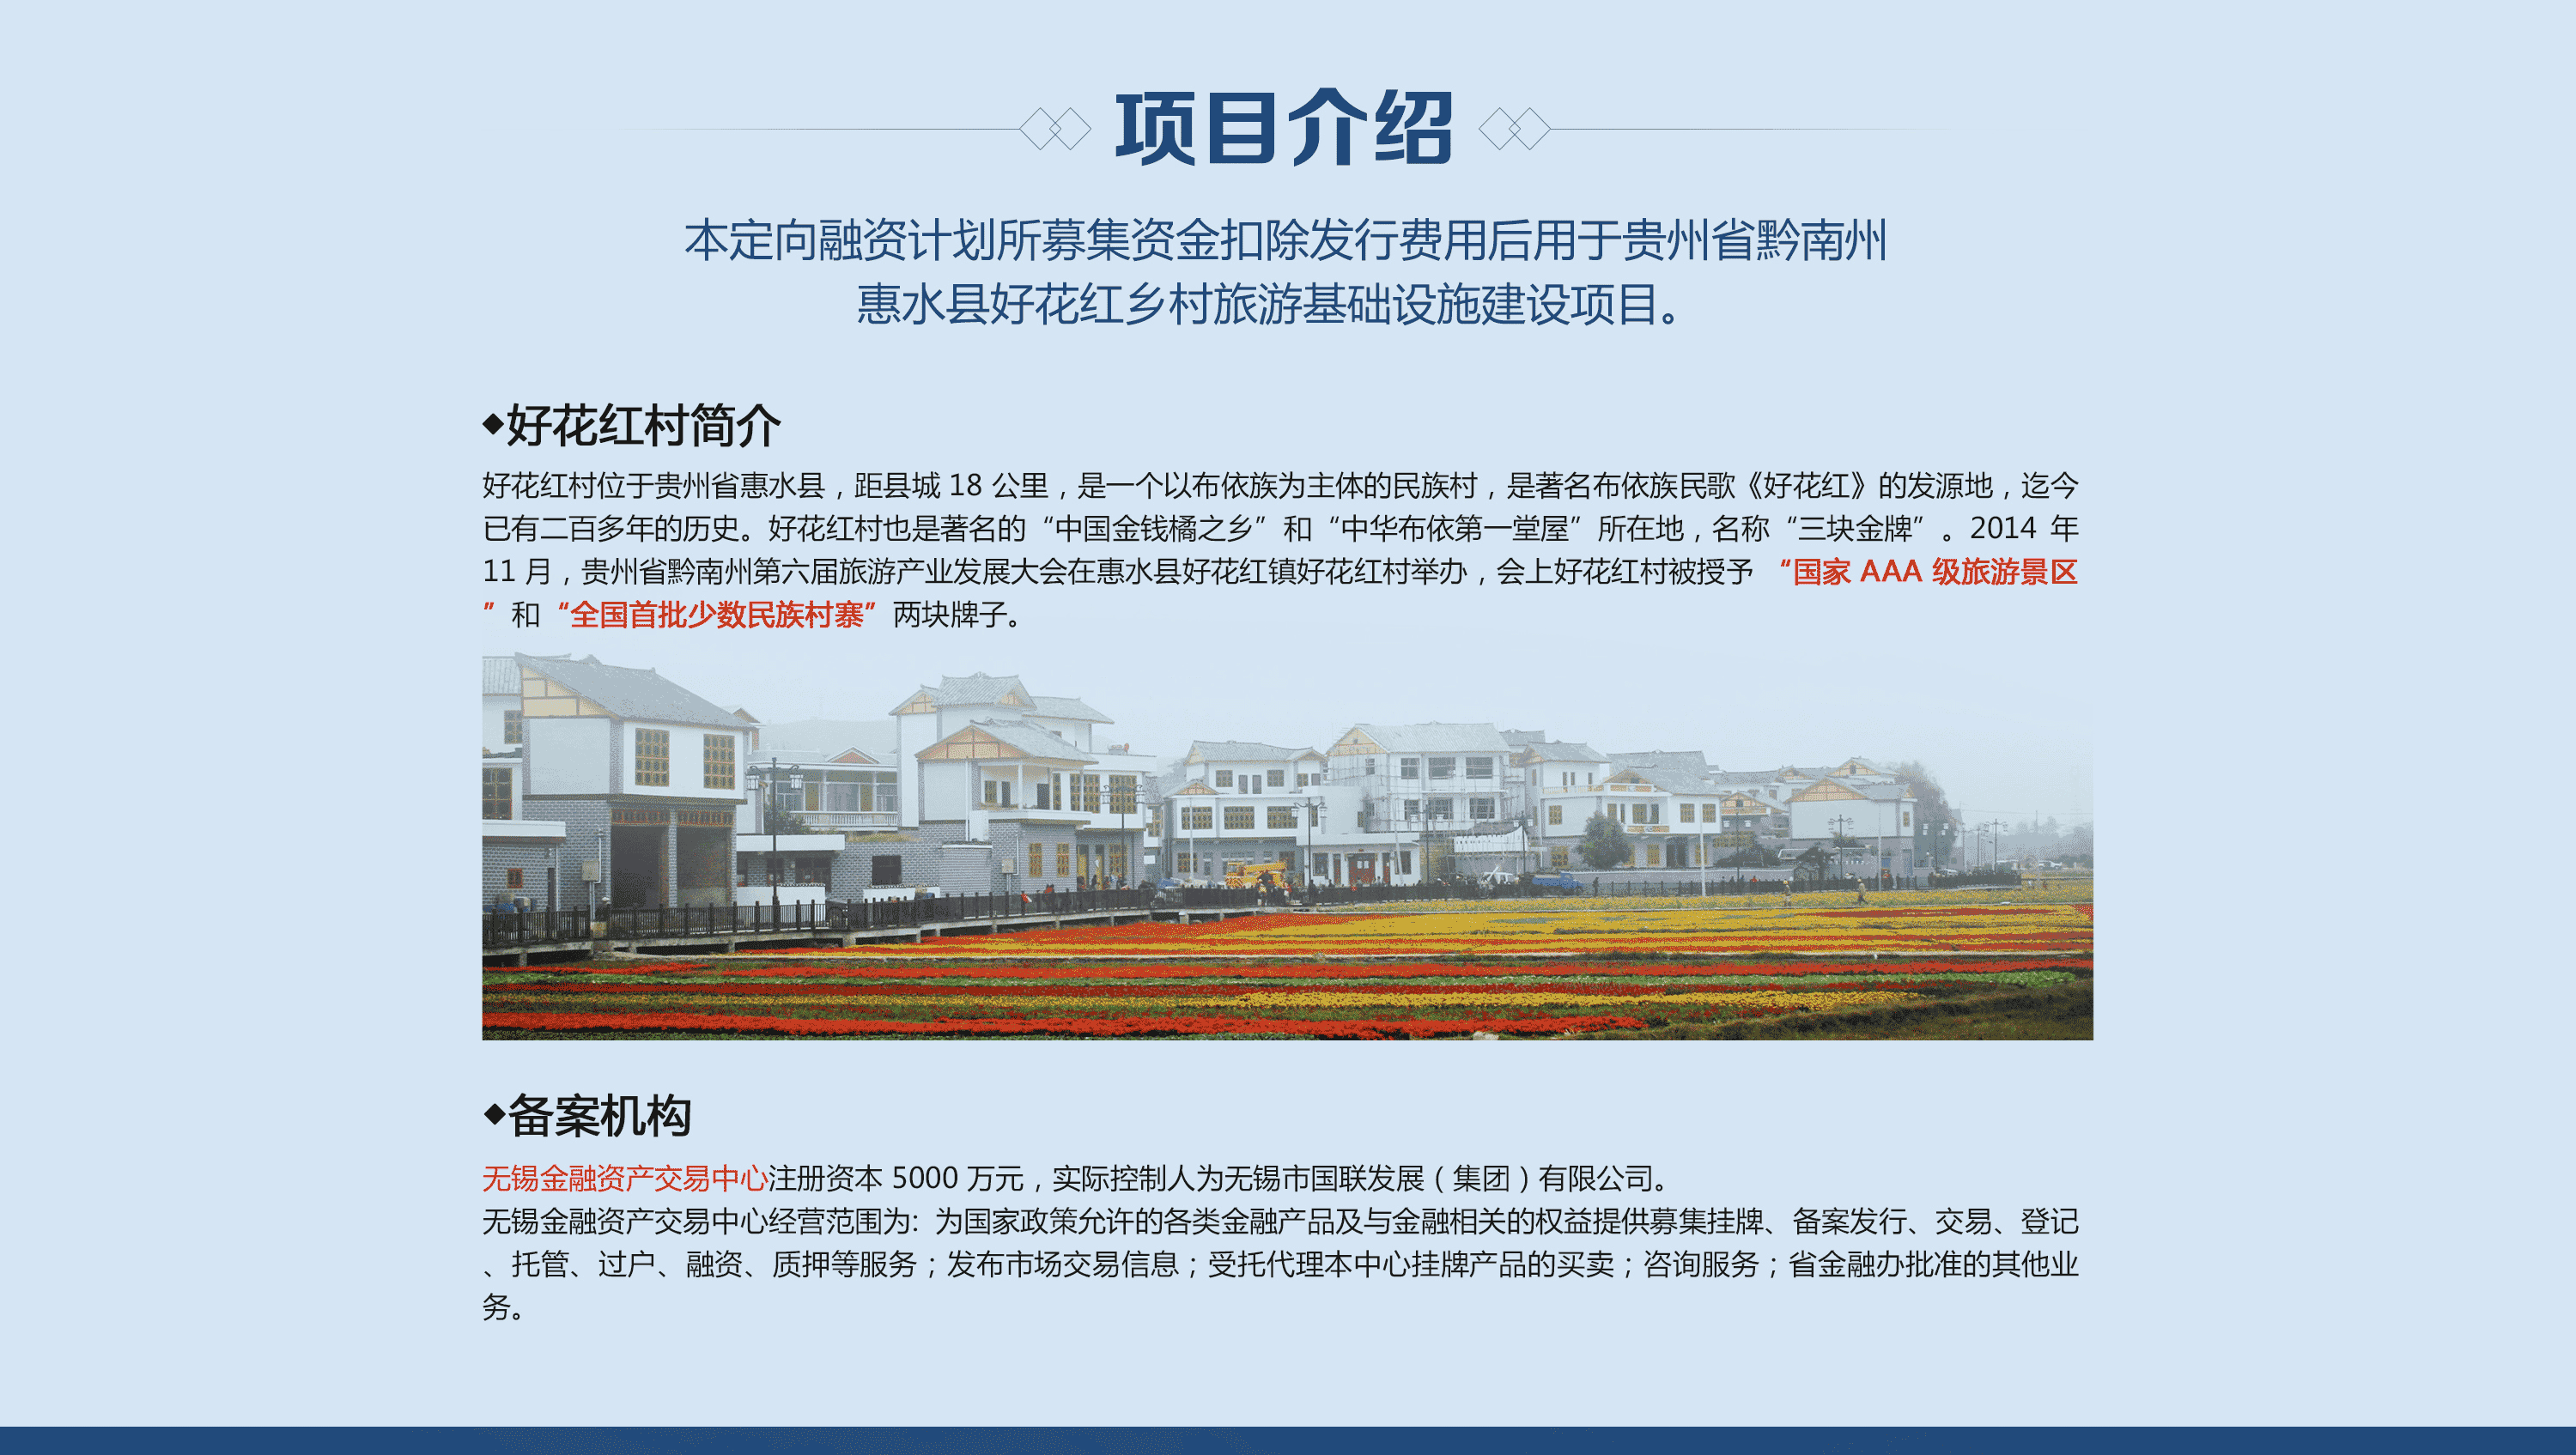 项目介绍
本定向融资计划所募集资金扣除发行费用后用于贵州省黔南州
惠水县好花红乡村旅游基础设施建设项目。
◆好花红村简介
好花红村位于贵州省惠水县，距县城 18 公里，是一个以布依族为主体的民族村，是著名布依族民歌《好花红》的发源地，迄今
已有二百多年的历史。好花红村也是著名的“中国金钱橘之乡”和“中华布依第一堂屋”所在地，名称“三块金牌”。2014 年
11 月，贵州省黔南州第六届旅游产业发展大会在惠水县好花红镇好花红村举办，会上好花红村被授予 “国家 AAA 级旅游景区
”和“全国首批少数民族村寨”两块牌子。
◆备案机构
无锡金融资产交易中心注册资本 5000 万元，实际控制人为无锡市国联发展（集团）有限公司。
无锡金融资产交易中心经营范围为：为国家政策允许的各类金融产品及与金融相关的权益提供募集挂牌、备案发行、交易、登记
、托管、过户、融资、质押等服务；发布市场交易信息；受托代理本中心挂牌产品的买卖；咨询服务；省金融办批准的其他业
务。